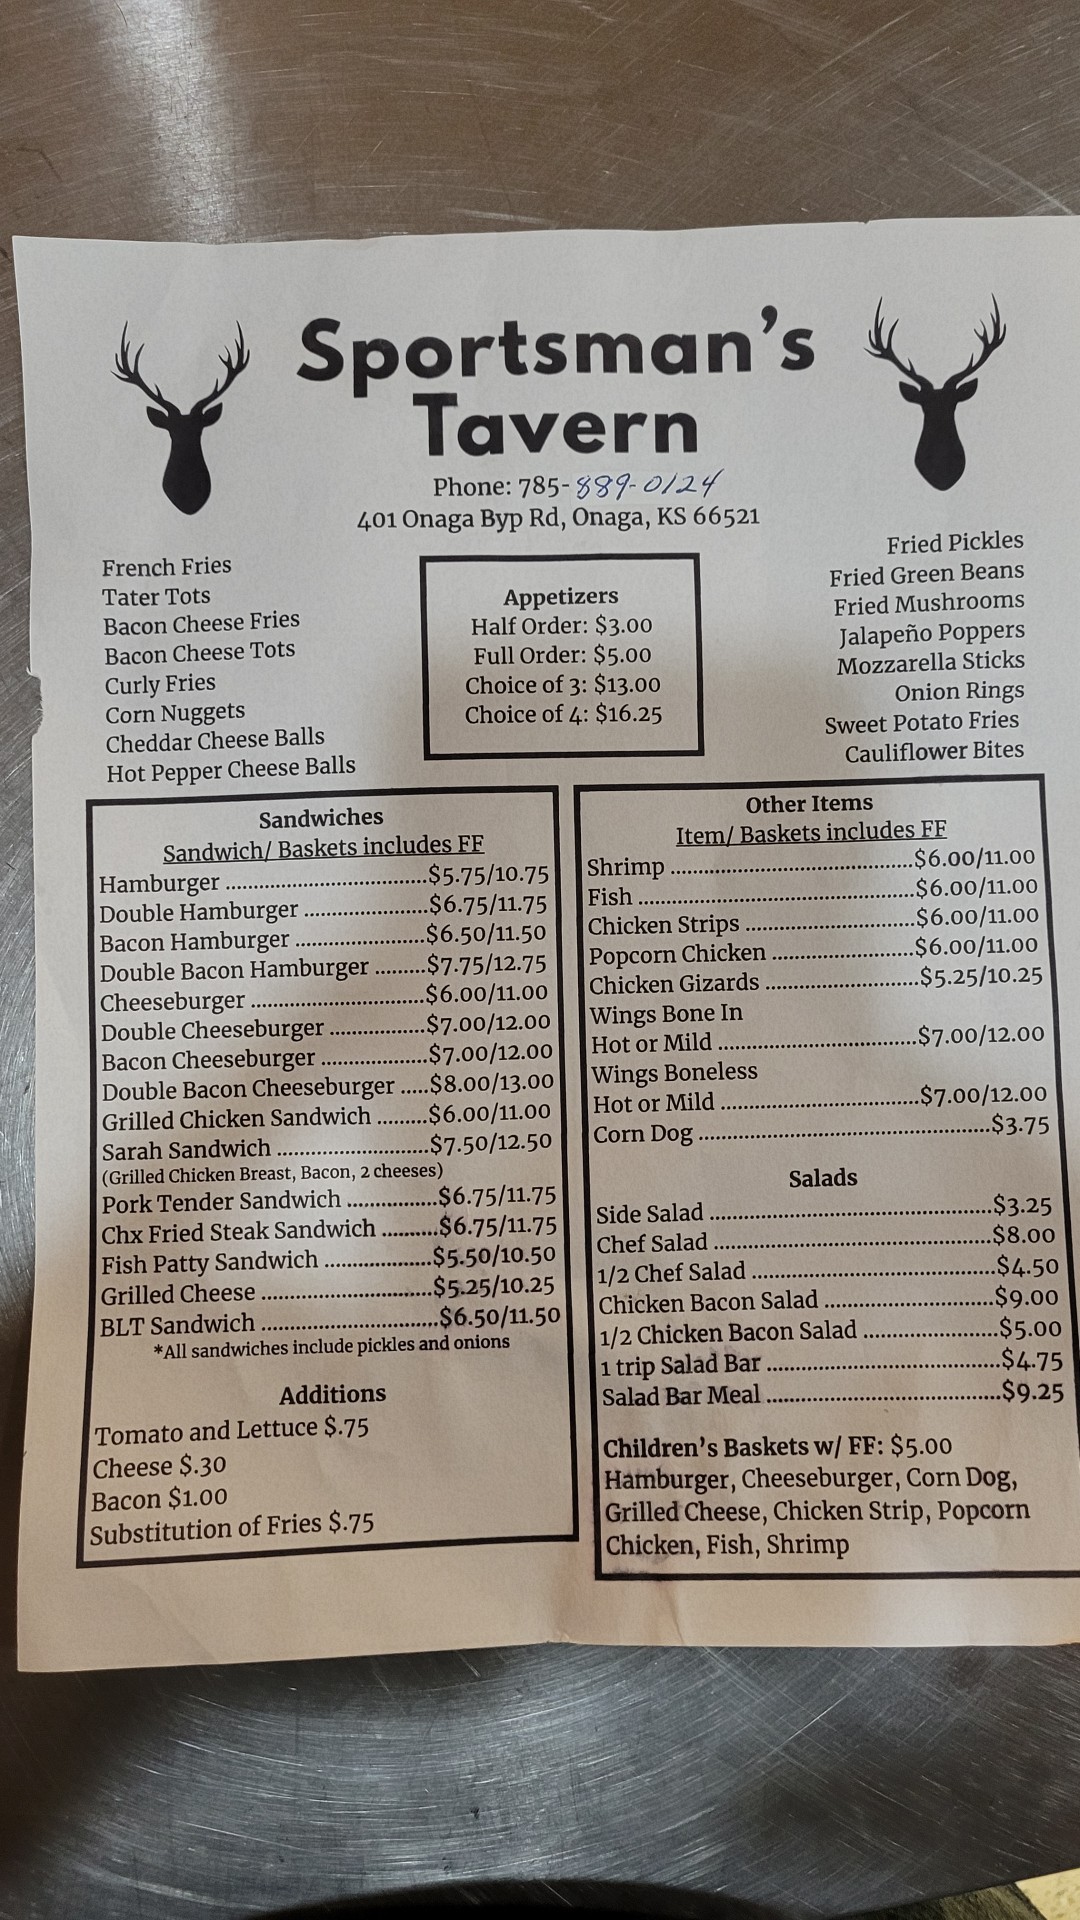 Sportsman's
Tavern
Phone: 785-889-0124
401 Onaga Byp Rd, Onaga, KS 66521
French Fries
Tater Tots
Bacon Cheese Fries
Bacon Cheese Tots
Curly Fries
Corn Nuggets
Cheddar Cheese Balls
Hot Pepper Cheese Balls
Appetizers
Half Order: $3.00
Full Order: $5.00
Choice of 3: $13.00
Choice of 4: $16.25
Fried Pickles
Fried Green Beans
Fried Mushrooms
Jalapeño Poppers
Mozzarella Sticks
Onion Rings
Sweet Potato Fries
Cauliflower Bites
Sandwiches
Sandwich/ Baskets includes FF
Hamburger ..............................$5.75/10.75
Double Hamburger ..................$6.75/11.75
Bacon Hamburger ...................$6.50/11.50
Double Bacon Hamburger .........$7.75/12.75
Cheeseburger ..........................$6.00/11.00
Double Cheeseburger ..............$7.00/12.00
Bacon Cheeseburger ................$7.00/12.00
Double Bacon Cheeseburger .....$8.00/13.00
Grilled Chicken Sandwich .........$6.00/11.00
Sarah Sandwich .......................$7.50/12.50
(Grilled Chicken Breast, Bacon, 2 cheeses)
Pork Tender Sandwich ..............$6.75/11.75
Chx Fried Steak Sandwich .........$6.75/11.75
Fish Patty Sandwich ................$5.50/10.50
Grilled Cheese ..........................$5.25/10.25
BLT Sandwich ...........................$6.50/11.50
*All sandwiches include pickles and onions
Additions
Tomato and Lettuce $.75
Cheese $.30
Bacon $1.00
Substitution of Fries $.75
Other Items
Item/ Baskets includes FF
Shrimp .....................................$6.00/11.00
Fish ..........................................$6.00/11.00
Chicken Strips .........................$6.00/11.00
Popcorn Chicken .....................$6.00/11.00
Chicken Gizards .......................$5.25/10.25
Wings Bone In
Hot or Mild ..............................$7.00/12.00
Wings Boneless
Hot or Mild ..............................$7.00/12.00
Corn Dog ............................................$3.75
Salads
Side Salad ...........................................$3.25
Chef Salad ..........................................$8.00
1/2 Chef Salad .....................................$4.50
Chicken Bacon Salad .........................$9.00
1/2 Chicken Bacon Salad ....................$5.00
1 trip Salad Bar ...................................$4.75
Salad Bar Meal ...................................$9.25
Children's Baskets w/ FF: $5.00
Hamburger, Cheeseburger, Corn Dog,
Grilled Cheese, Chicken Strip, Popcorn
Chicken, Fish, Shrimp